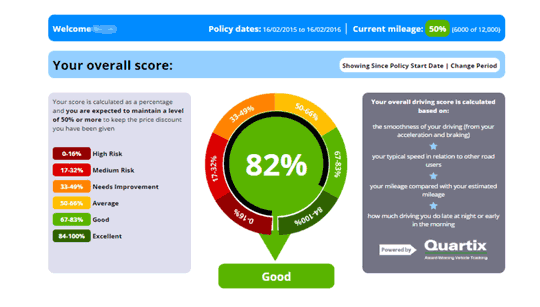 Welcome
Policy dates: 16/02/2015 to 16/02/2016 | Current mileage: 50% (6000 of 12,000)
Your overall score:
Showing Since Policy Start Date | Change Period
Your score is calculated as a percentage
and you are expected to maintain a level
of 50% or more to keep the price discount
you have been given
0-16% High Risk
17-32% Medium Risk
33-49% Needs Improvement
50-66% Average
67-83% Good
84-100% Excellent
0-16%
17-32%
33-49%
50-66%
67-83%
84-100%
82%
Good
Your overall driving score is calculated
based on:
the smoothness of your driving (from your
acceleration and braking)
your typical speed in relation to other road
users
your mileage compared with your estimated
mileage
how much driving you do late at night or early
in the morning
Powered by
Quartix
Award-Winning Vehicle Tracking